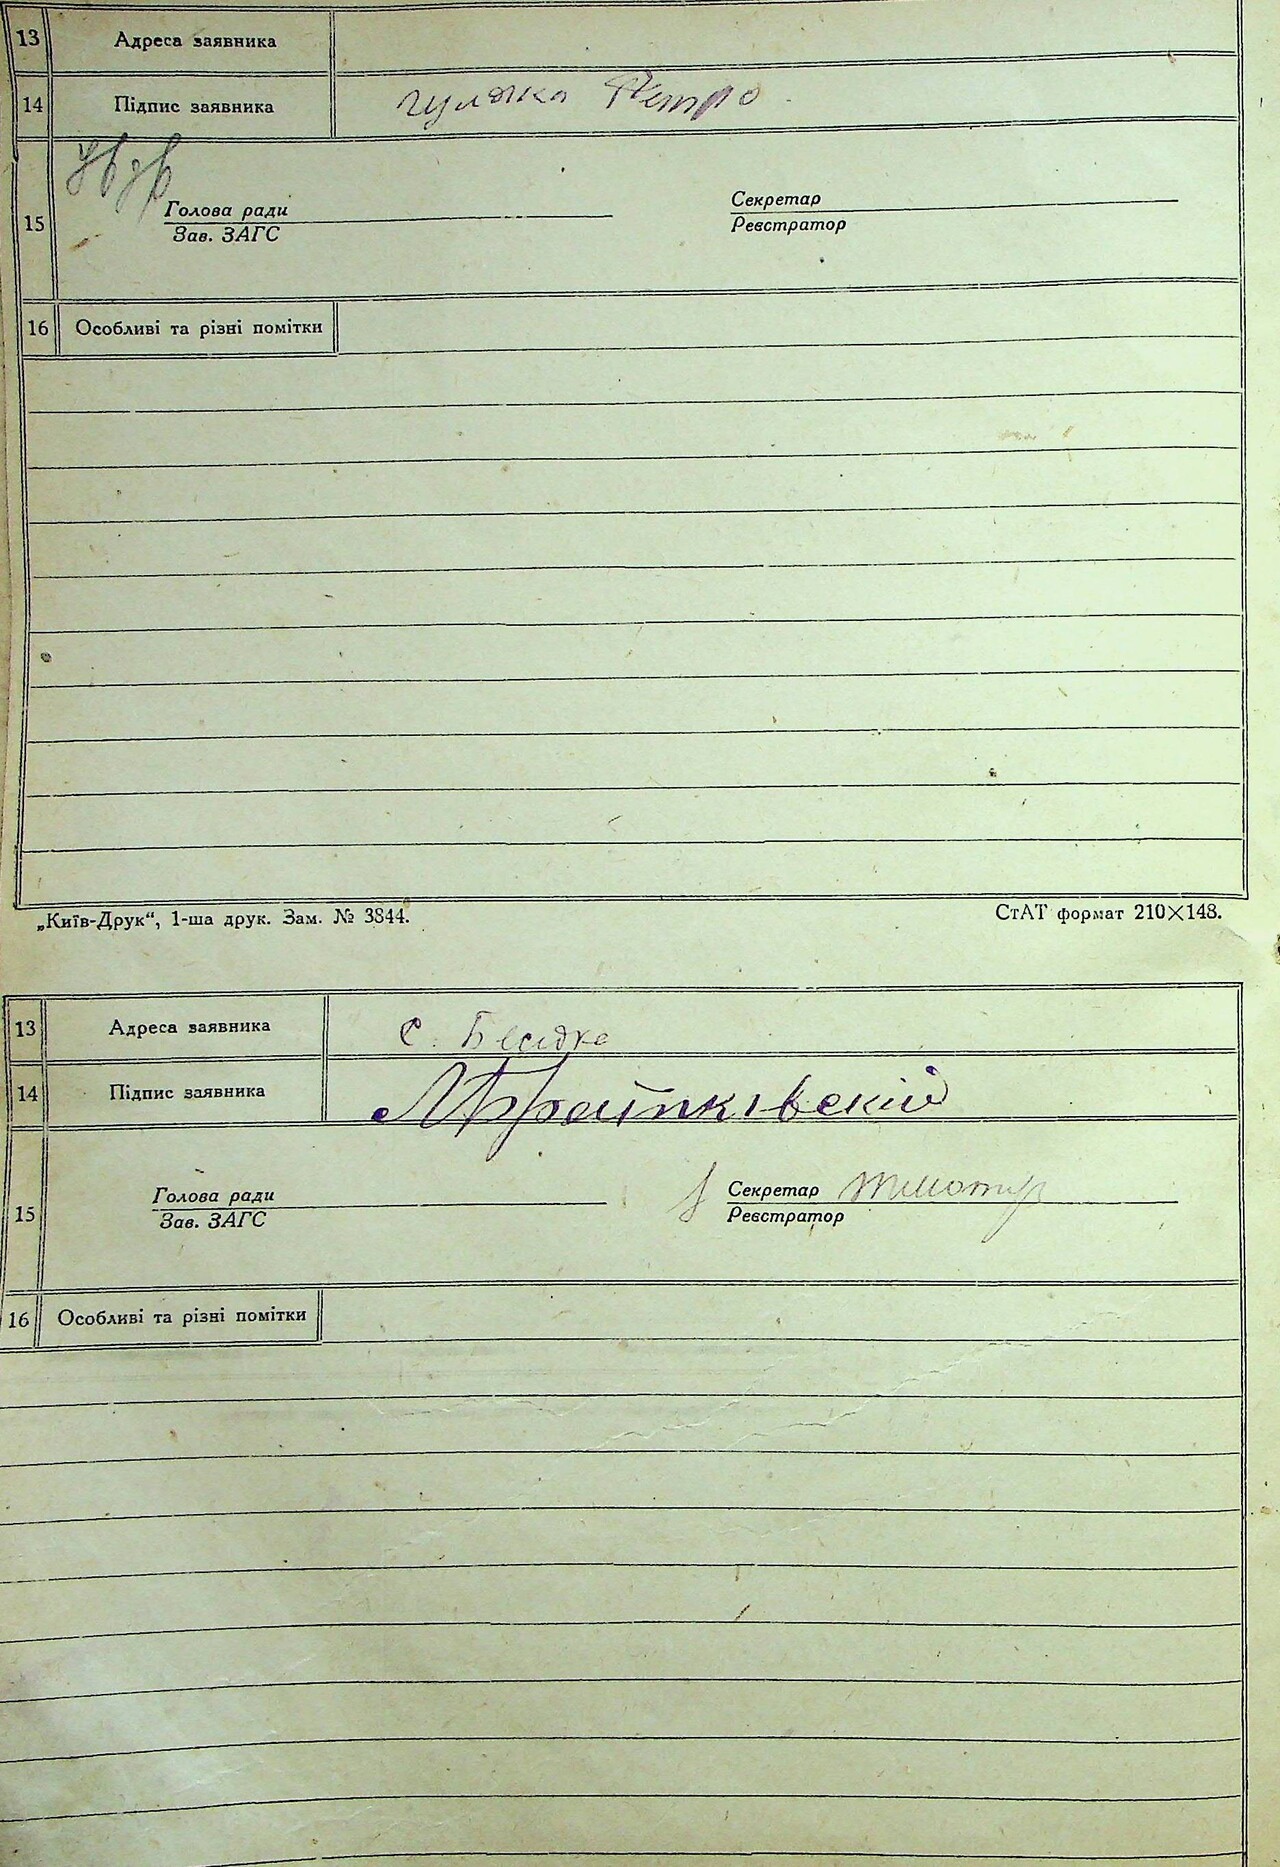 13 Адреса заявника
14 Підпис заявника Гуляка Петро
15 Голова ради Секретар
Зав. ЗАГС Реєстратор
16 Особливі та різні помітки
„Київ-Друк“, 1-ша друк. Зам. № 3844. СтАТ формат 210×148.
13 Адреса заявника с. Бесідка
14 Підпис заявника
15 Голова ради Секретар
Зав. ЗАГС Реєстратор
16 Особливі та різні помітки